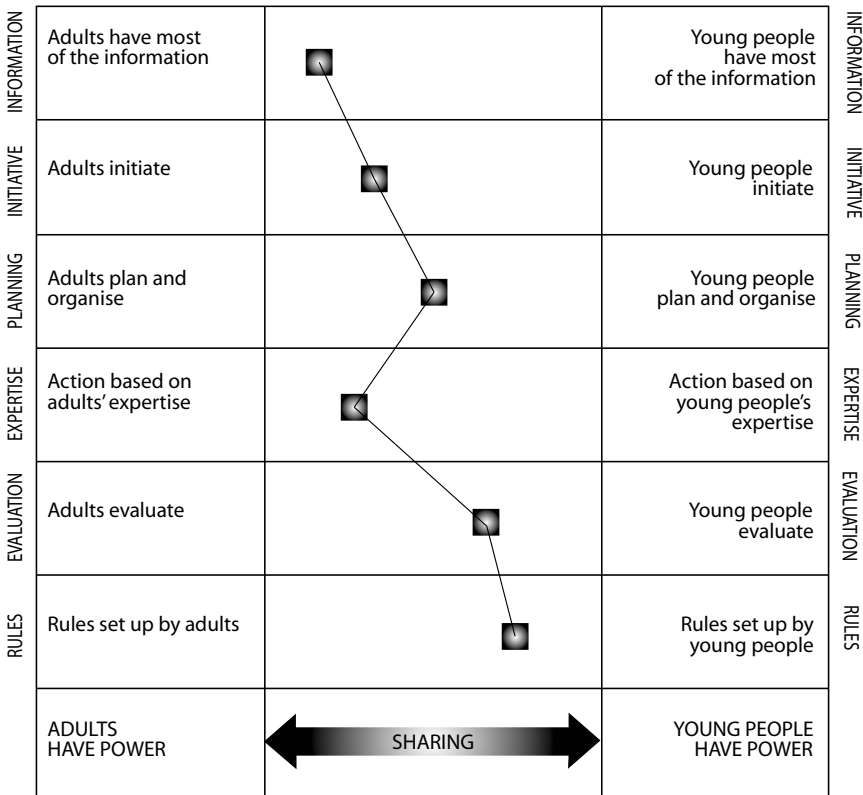 INFORMATION
Adults have most
of the information
Young people
have most
of the information
INFORMATION
INITIATIVE
Adults initiate
Young people
initiate
INITIATIVE
PLANNING
Adults plan and
organise
Young people
plan and organise
PLANNING
EXPERTISE
Action based on
adults’ expertise
Action based on
young people’s
expertise
EXPERTISE
EVALUATION
Adults evaluate
Young people
evaluate
EVALUATION
RULES
Rules set up by adults
Rules set up by
young people
RULES
ADULTS
HAVE POWER
SHARING
YOUNG PEOPLE
HAVE POWER